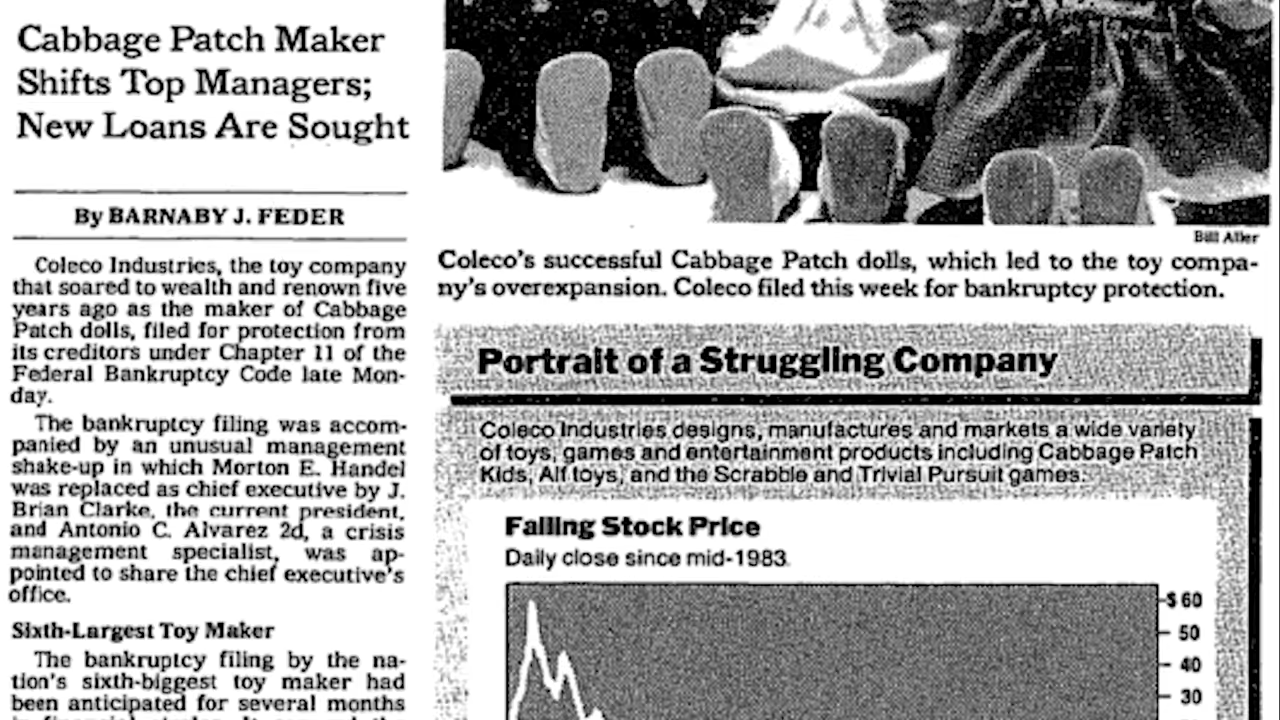 Cabbage Patch Maker
Shifts Top Managers;
New Loans Are Sought
By BARNABY J. FEDER
Coleco Industries, the toy company
that soared to wealth and renown five
years ago as the maker of Cabbage
Patch dolls, filed for protection from
its creditors under Chapter 11 of the
Federal Bankruptcy Code late Mon-
day.
The bankruptcy filing was accom-
panied by an unusual management
shake-up in which Morton E. Handel
was replaced as chief executive by J.
Brian Clarke, the current president,
and Antonio C. Alvarez 2d, a crisis
management specialist, was ap-
pointed to share the chief executive's
office.
Sixth-Largest Toy Maker
The bankruptcy filing by the na-
tion's sixth-biggest toy maker had
been anticipated for several months
Bill Aller
Coleco's successful Cabbage Patch dolls, which led to the toy compa-
ny's overexpansion. Coleco filed this week for bankruptcy protection.
Portrait of a Struggling Company
Coleco Industries designs, manufactures and markets a wide variety
of toys, games and entertainment products including Cabbage Patch
Kids, Alf toys, and the Scrabble and Trivial Pursuit games.
Falling Stock Price
Daily close since mid-1983.
$ 60
50
40
30